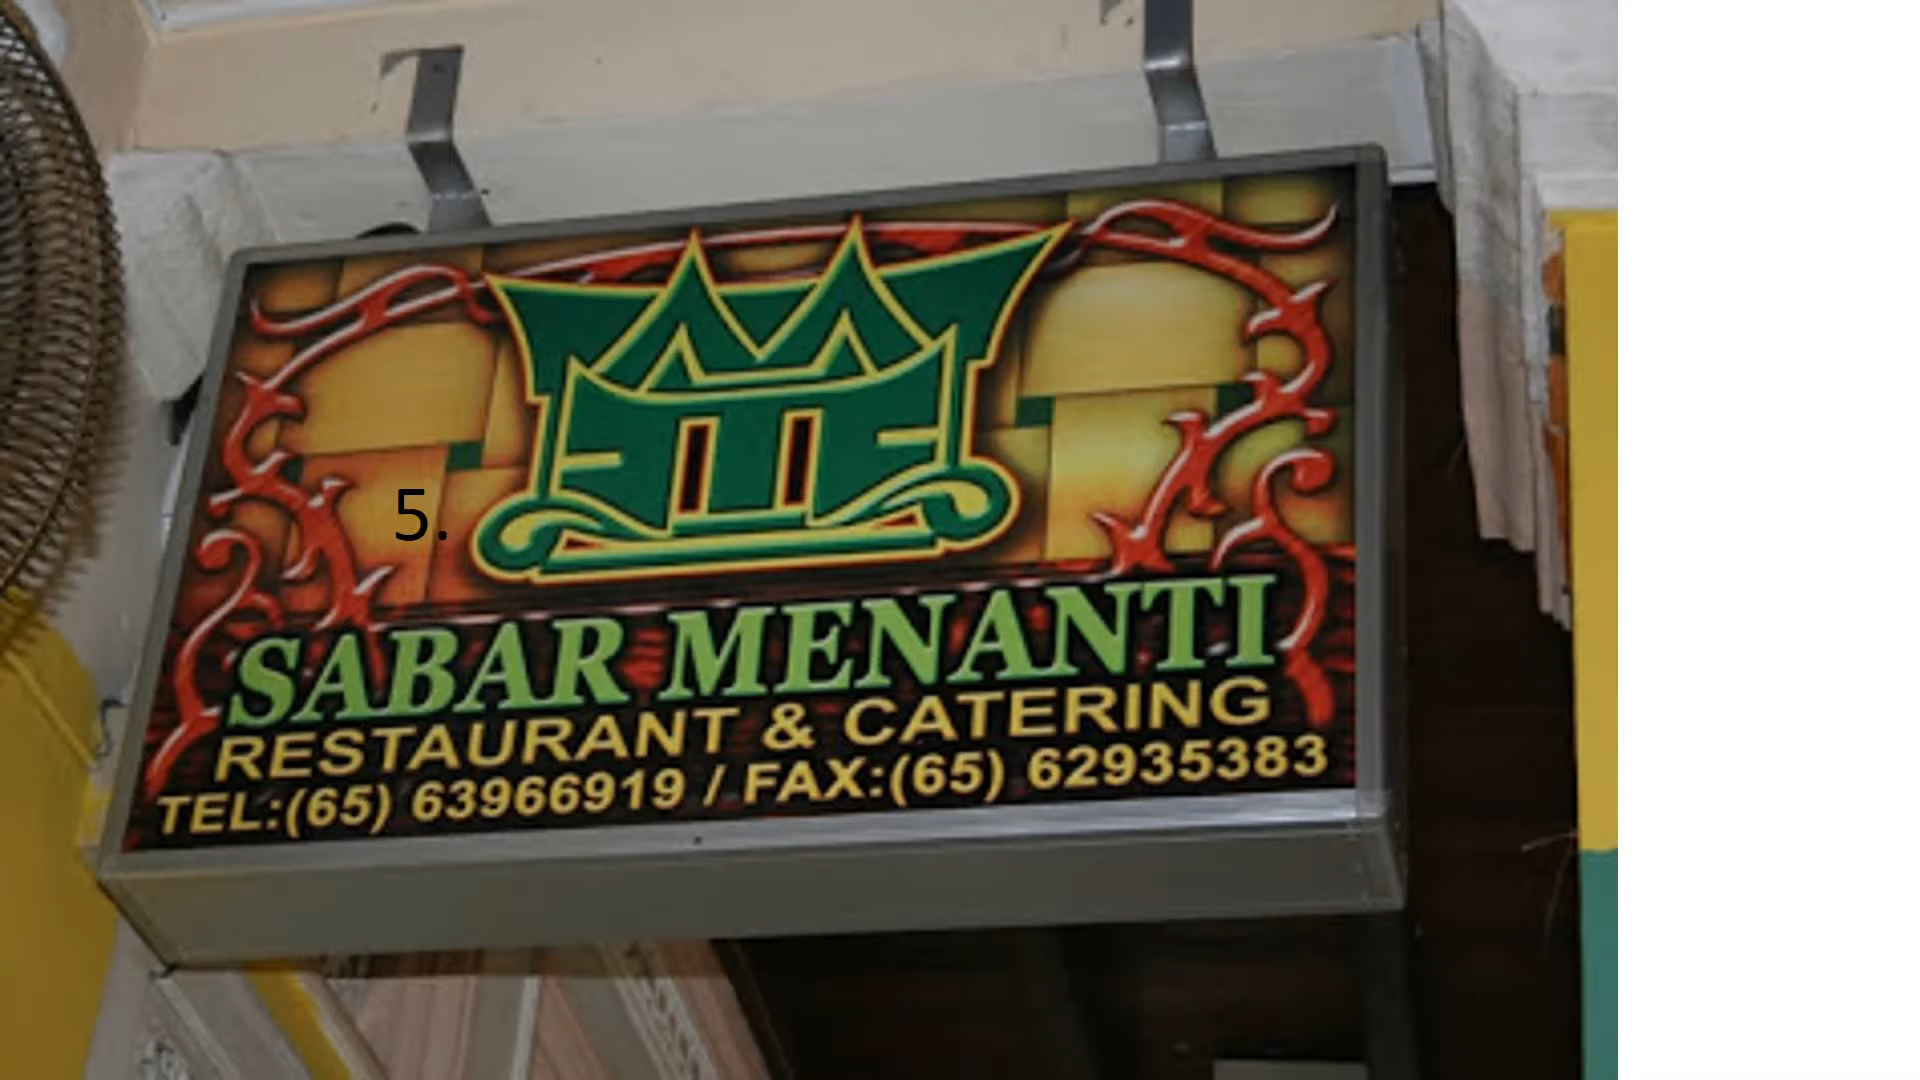 5.
SABAR MENANTI
RESTAURANT & CATERING
TEL:(65) 63966919 / FAX:(65) 62935383